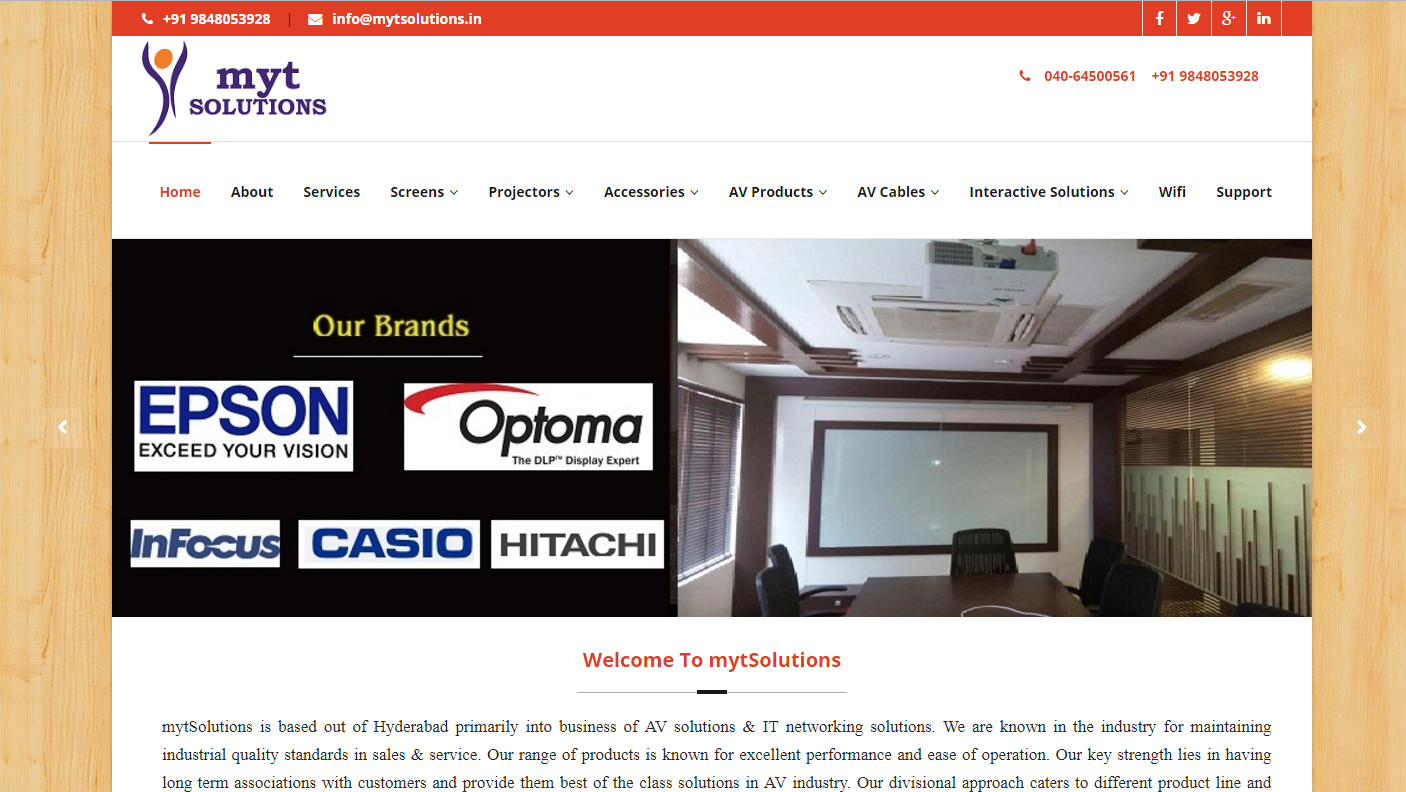 +91 9848053928 | info@mytsolutions.in
myt
SOLUTIONS
040-64500561 +91 9848053928
Home About Services Screens Projectors Accessories AV Products AV Cables Interactive Solutions Wifi Support
Our Brands
EPSON
EXCEED YOUR VISION
Optoma
The DLP™ Display Expert
InFocus CASIO HITACHI
Welcome To mytSolutions
mytSolutions is based out of Hyderabad primarily into business of AV solutions & IT networking solutions. We are known in the industry for maintaining
industrial quality standards in sales & service. Our range of products is known for excellent performance and ease of operation. Our key strength lies in having
long term associations with customers and provide them best of the class solutions in AV industry. Our divisional approach caters to different product line and